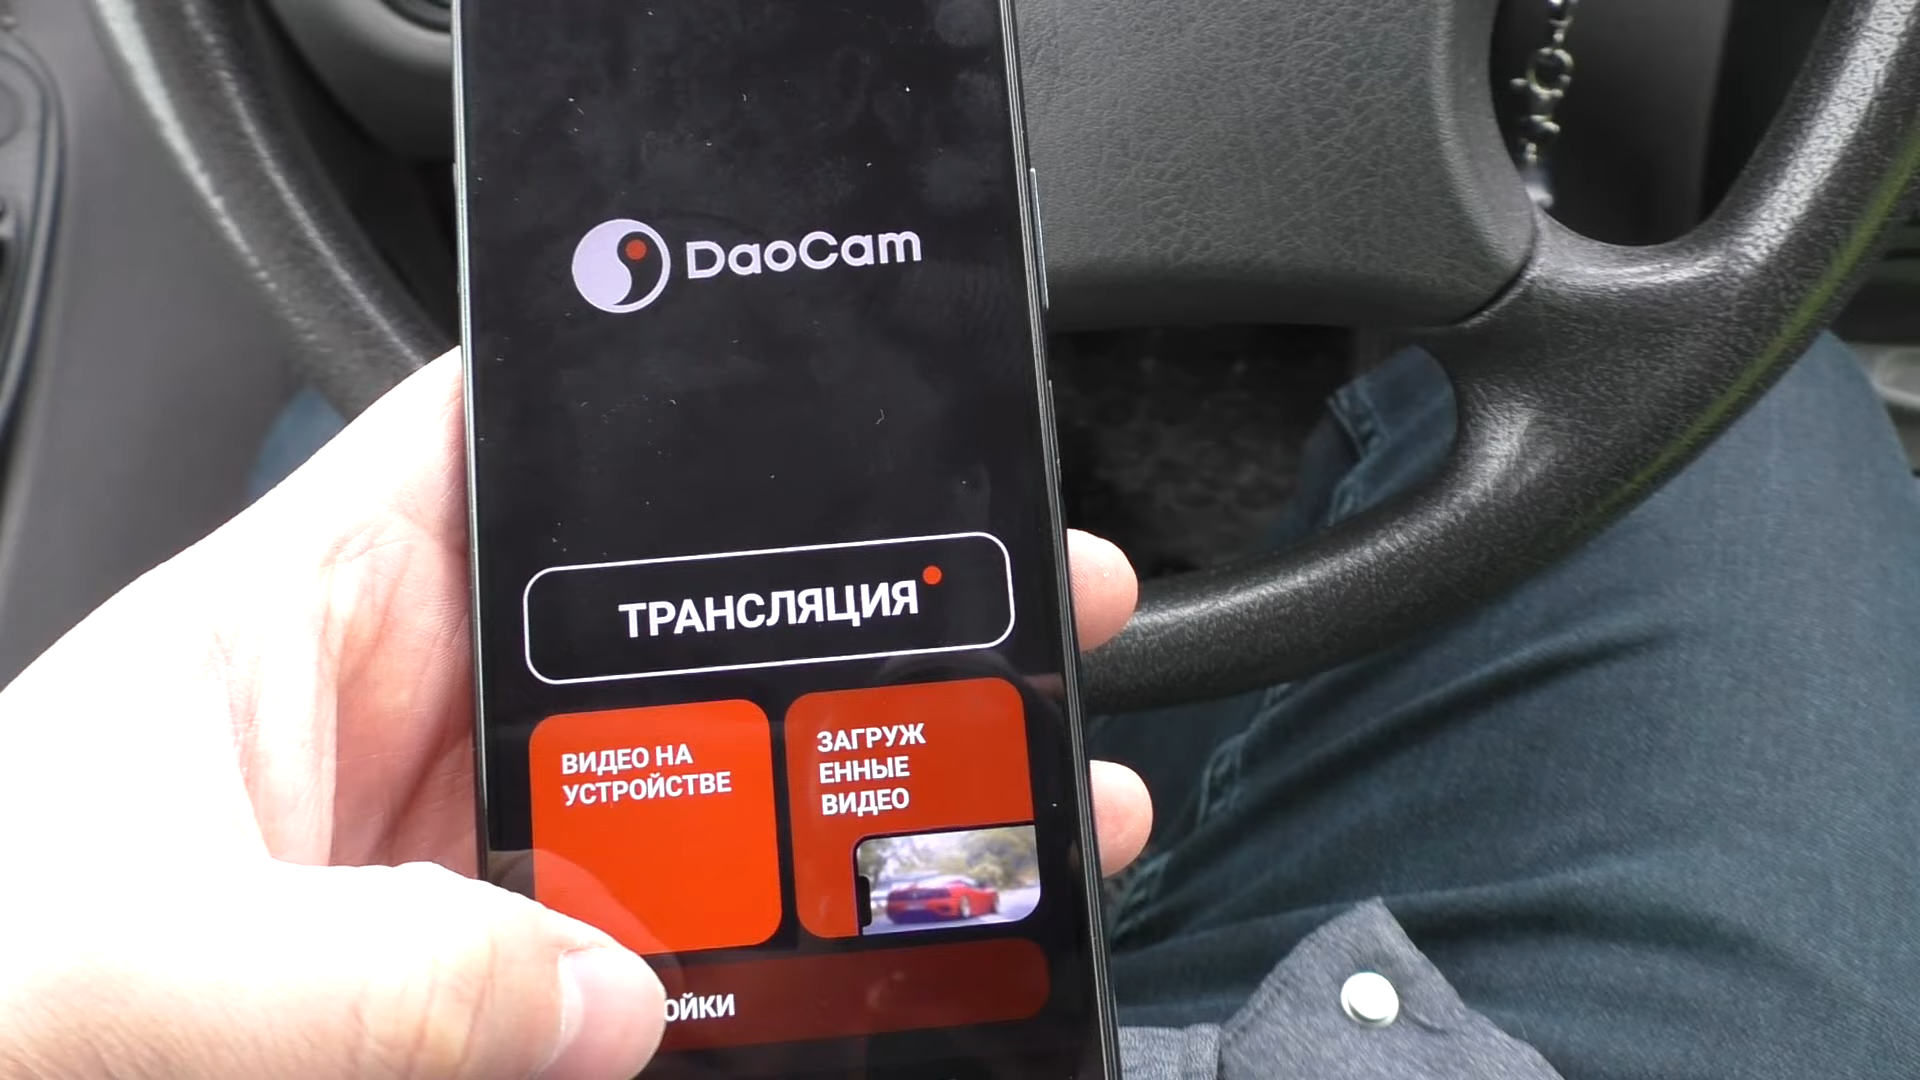 DaoCam
ТРАНСЛЯЦИЯ
ВИДЕО НА
УСТРОЙСТВЕ
ЗАГРУЖ
ЕННЫЕ
ВИДЕО